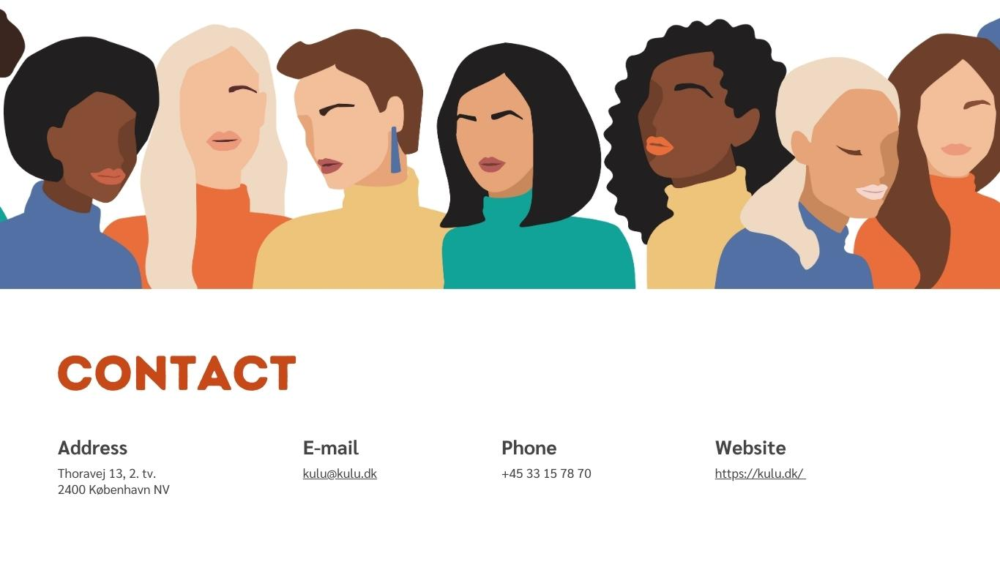 CONTACT
Address
Thoravej 13, 2. tv.
2400 København NV
E-mail
kulu@kulu.dk
Phone
+45 33 15 78 70
Website
https://kulu.dk/